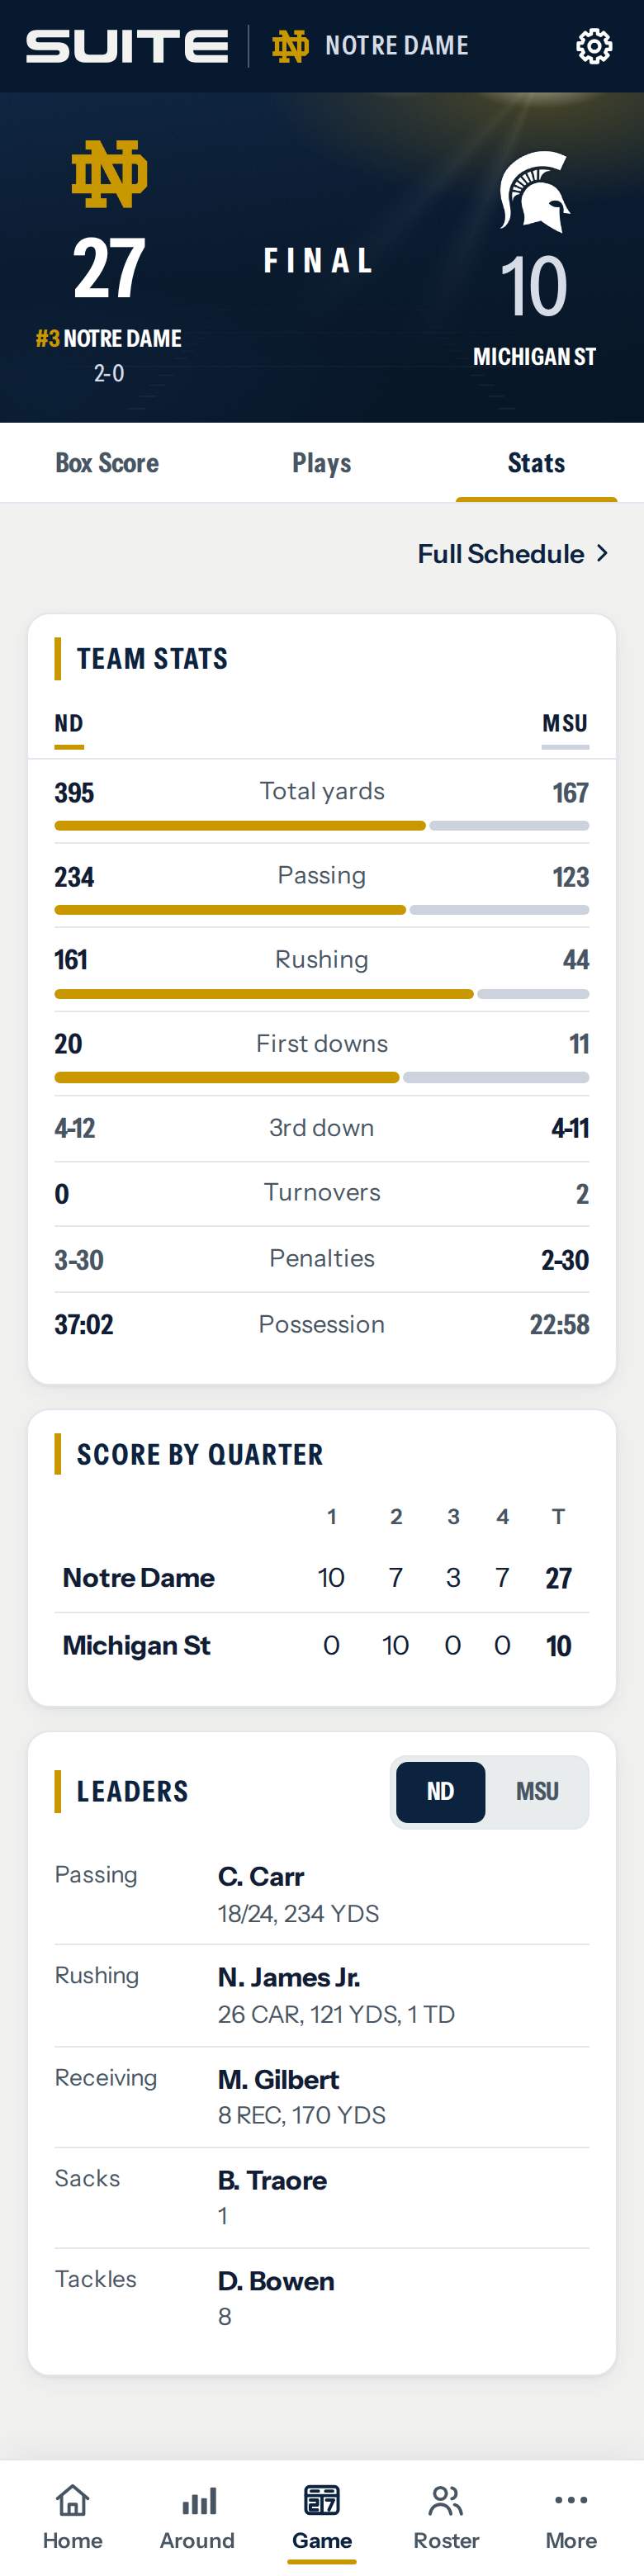 SUITE NOTRE DAME
27 FINAL 10
#3 NOTRE DAME MICHIGAN ST
2-0
Box Score Plays Stats
Full Schedule
TEAM STATS
ND MSU
395 Total yards 167
234 Passing 123
161 Rushing 44
20 First downs 11
4-12 3rd down 4-11
0 Turnovers 2
3-30 Penalties 2-30
37:02 Possession 22:58
SCORE BY QUARTER
1 2 3 4 T
Notre Dame 10 7 3 7 27
Michigan St 0 10 0 0 10
LEADERS ND MSU
Passing C. Carr
18/24, 234 YDS
Rushing N. James Jr.
26 CAR, 121 YDS, 1 TD
Receiving M. Gilbert
8 REC, 170 YDS
Sacks B. Traore
1
Tackles D. Bowen
8
Home Around Game Roster More